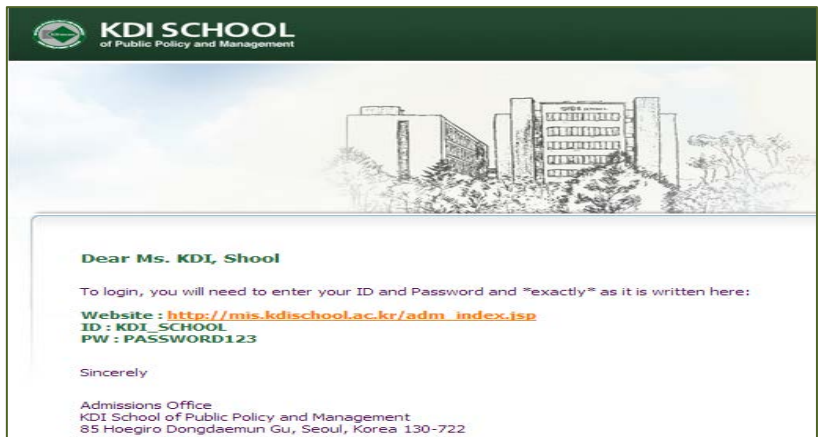 KDI SCHOOL
of Public Policy and Management
Dear Ms. KDI, Shool
To login, you will need to enter your ID and Password and *exactly* as it is written here:
Website : http://mis.kdischool.ac.kr/adm_index.jsp
ID : KDI_SCHOOL
PW : PASSWORD123
Sincerely
Admissions Office
KDI School of Public Policy and Management
85 Hoegiro Dongdaemun Gu, Seoul, Korea 130-722